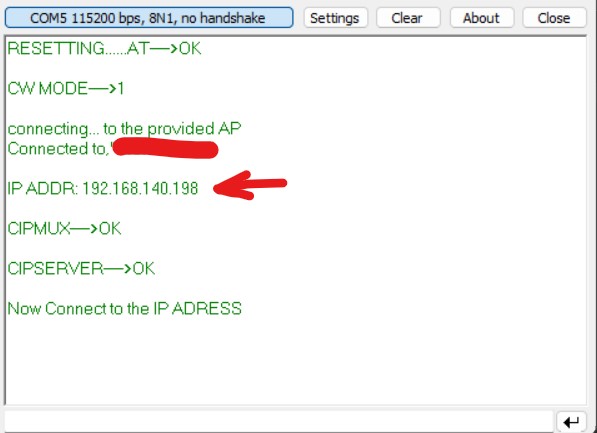 COM5 115200 bps, 8N1, no handshake Settings Clear About Close
RESETTING......AT--->OK
CW MODE--->1
connecting... to the provided AP
Connected to,
IP ADDR: 192.168.140.198
CIPMUX--->OK
CIPSERVER--->OK
Now Connect to the IP ADRESS